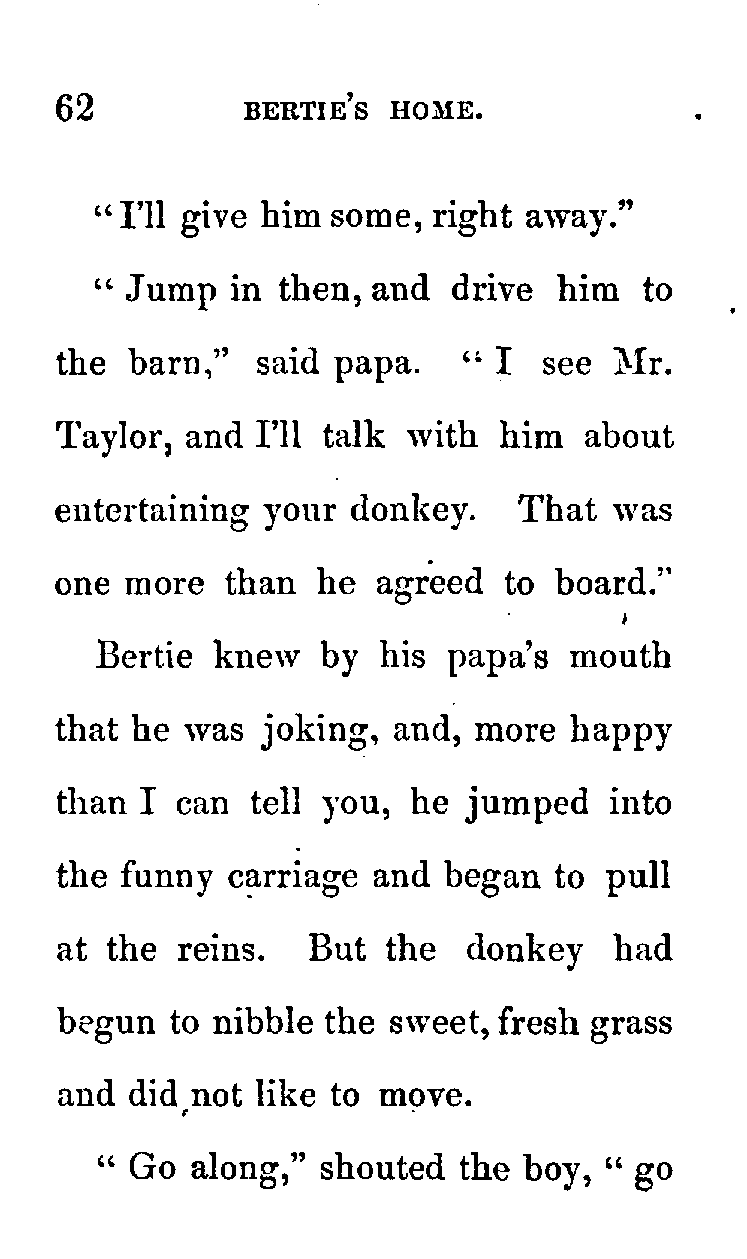 62 BERTIE'S HOME.
"I'll give him some, right away."
"Jump in then, and drive him to
the barn," said papa. "I see Mr.
Taylor, and I'll talk with him about
entertaining your donkey. That was
one more than he agreed to board."
Bertie knew by his papa's mouth
that he was joking, and, more happy
than I can tell you, he jumped into
the funny carriage and began to pull
at the reins. But the donkey had
begun to nibble the sweet, fresh grass
and did not like to move.
"Go along," shouted the boy, "go